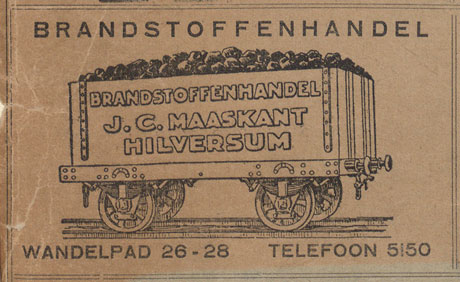 BRANDSTOFFENHANDEL
BRANDSTOFFENHANDEL
J.C. MAASKANT
HILVERSUM
WANDELPAD 26-28 TELEFOON 5150